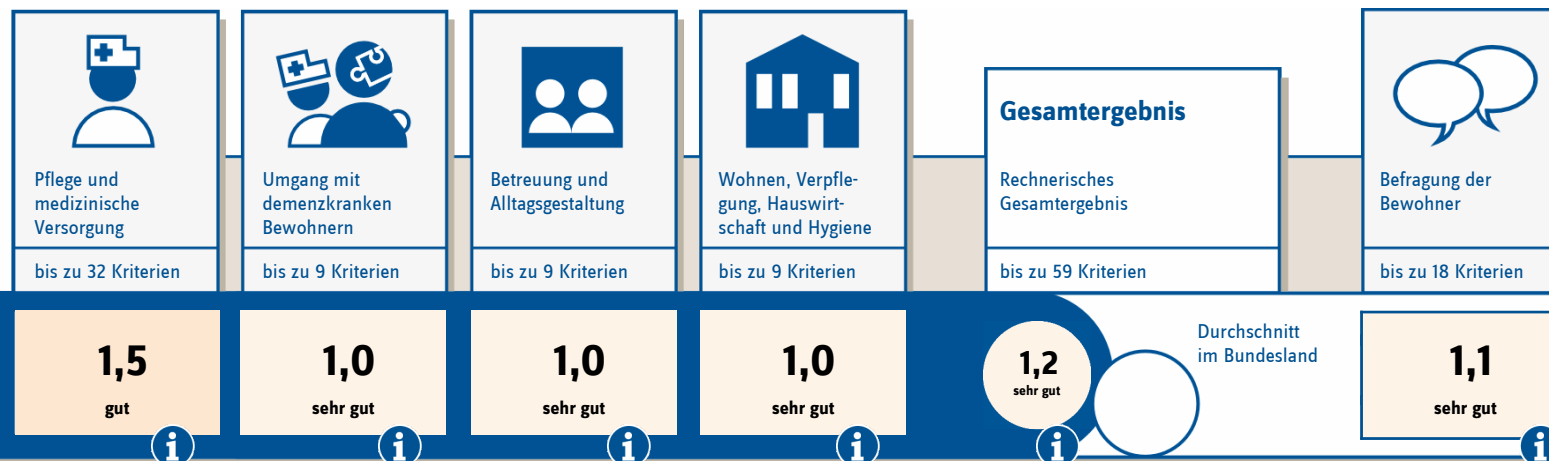 Pflege und
medizinische
Versorgung
bis zu 32 Kriterien
1,5
gut
i
Umgang mit
demenzkranken
Bewohnern
bis zu 9 Kriterien
1,0
sehr gut
i
Betreuung und
Alltagsgestaltung
bis zu 9 Kriterien
1,0
sehr gut
i
Wohnen, Verpfle-
gung, Hauswirt-
schaft und Hygiene
bis zu 9 Kriterien
1,0
sehr gut
i
Gesamtergebnis
Rechnerisches
Gesamtergebnis
bis zu 59 Kriterien
1,2
sehr gut
i
Durchschnitt
im Bundesland
Befragung der
Bewohner
bis zu 18 Kriterien
1,1
sehr gut
i